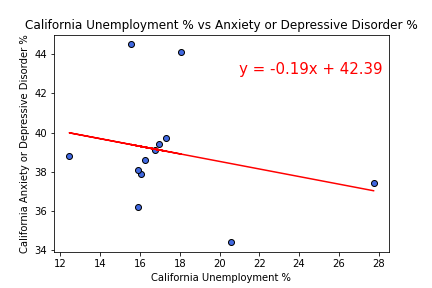 California Unemployment % vs Anxiety or Depressive Disorder %
y = -0.19x + 42.39
California Anxiety or Depressive Disorder %
44
42
40
38
36
34
12 14 16 18 20 22 24 26 28
California Unemployment %